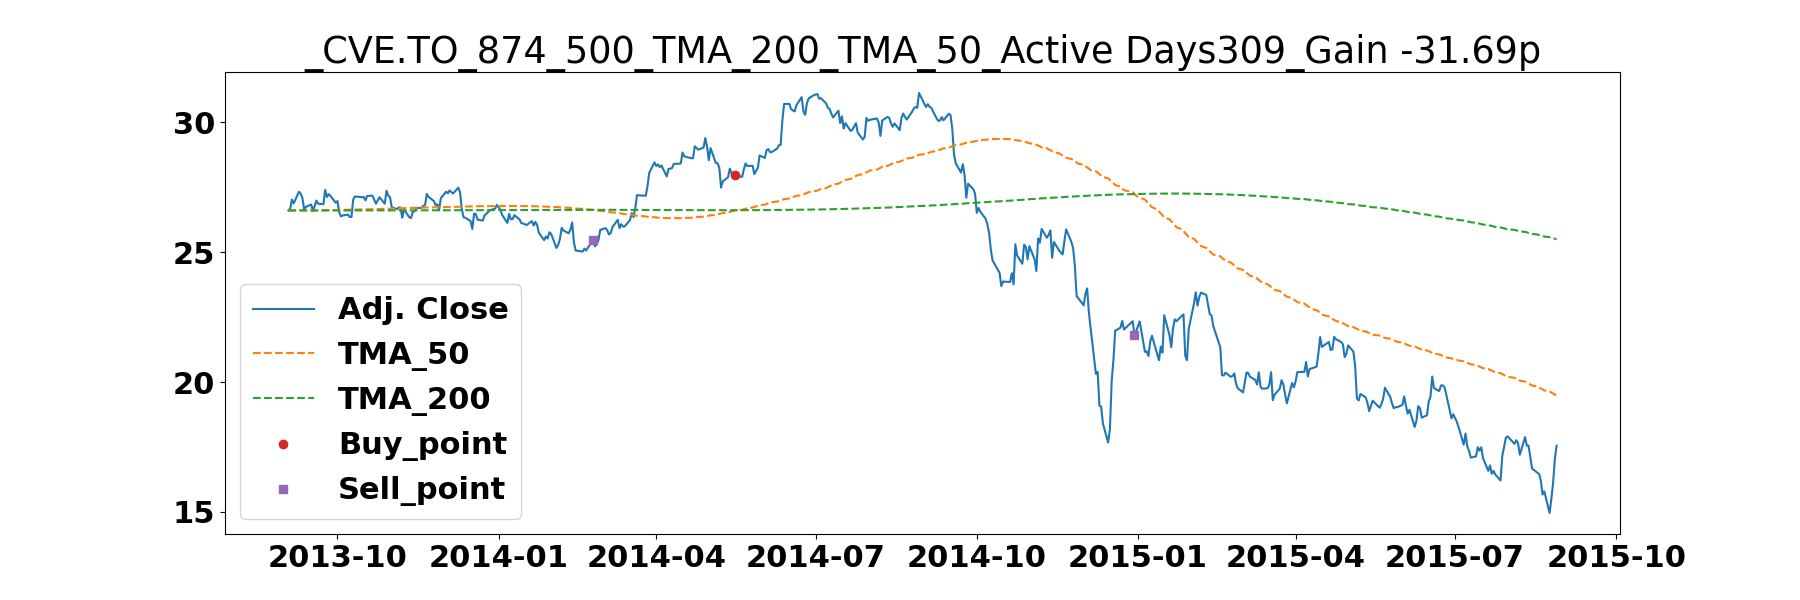 _CVE.TO_874_500_TMA_200_TMA_50_Active Days309_Gain -31.69p
30
25
20
15
Adj. Close
TMA_50
TMA_200
Buy_point
Sell_point
2013-10 2014-01 2014-04 2014-07 2014-10 2015-01 2015-04 2015-07 2015-10